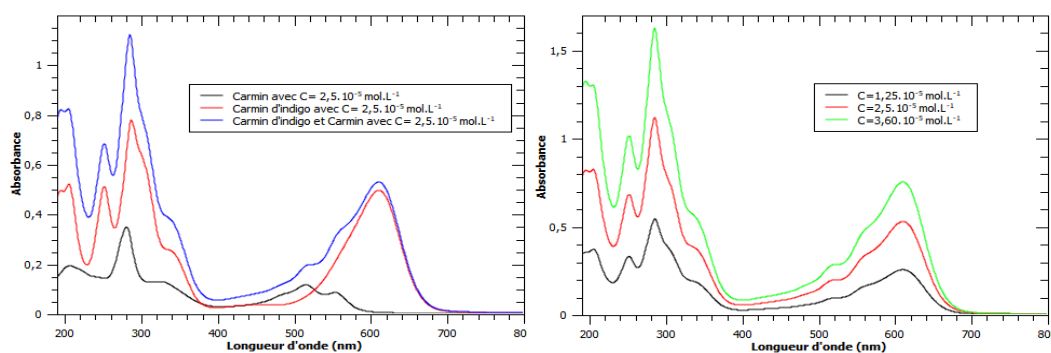 Absorbance
1
0,8
0,6
0,4
0,2
0
Carmin avec C= 2,5.10⁻⁵ mol.L⁻¹
Carmin d'indigo avec C= 2,5.10⁻⁵ mol.L⁻¹
Carmin d'indigo et Carmin avec C= 2,5.10⁻⁵ mol.L⁻¹
200 300 400 500 600 700 80
Longueur d'onde (nm)
Absorbance
1,5
1
0,5
0
C=1,25.10⁻⁵ mol.L⁻¹
C=2,5.10⁻⁵ mol.L⁻¹
C=3,60.10⁻⁵ mol.L⁻¹
200 300 400 500 600 700 80
Longueur d'onde (nm)